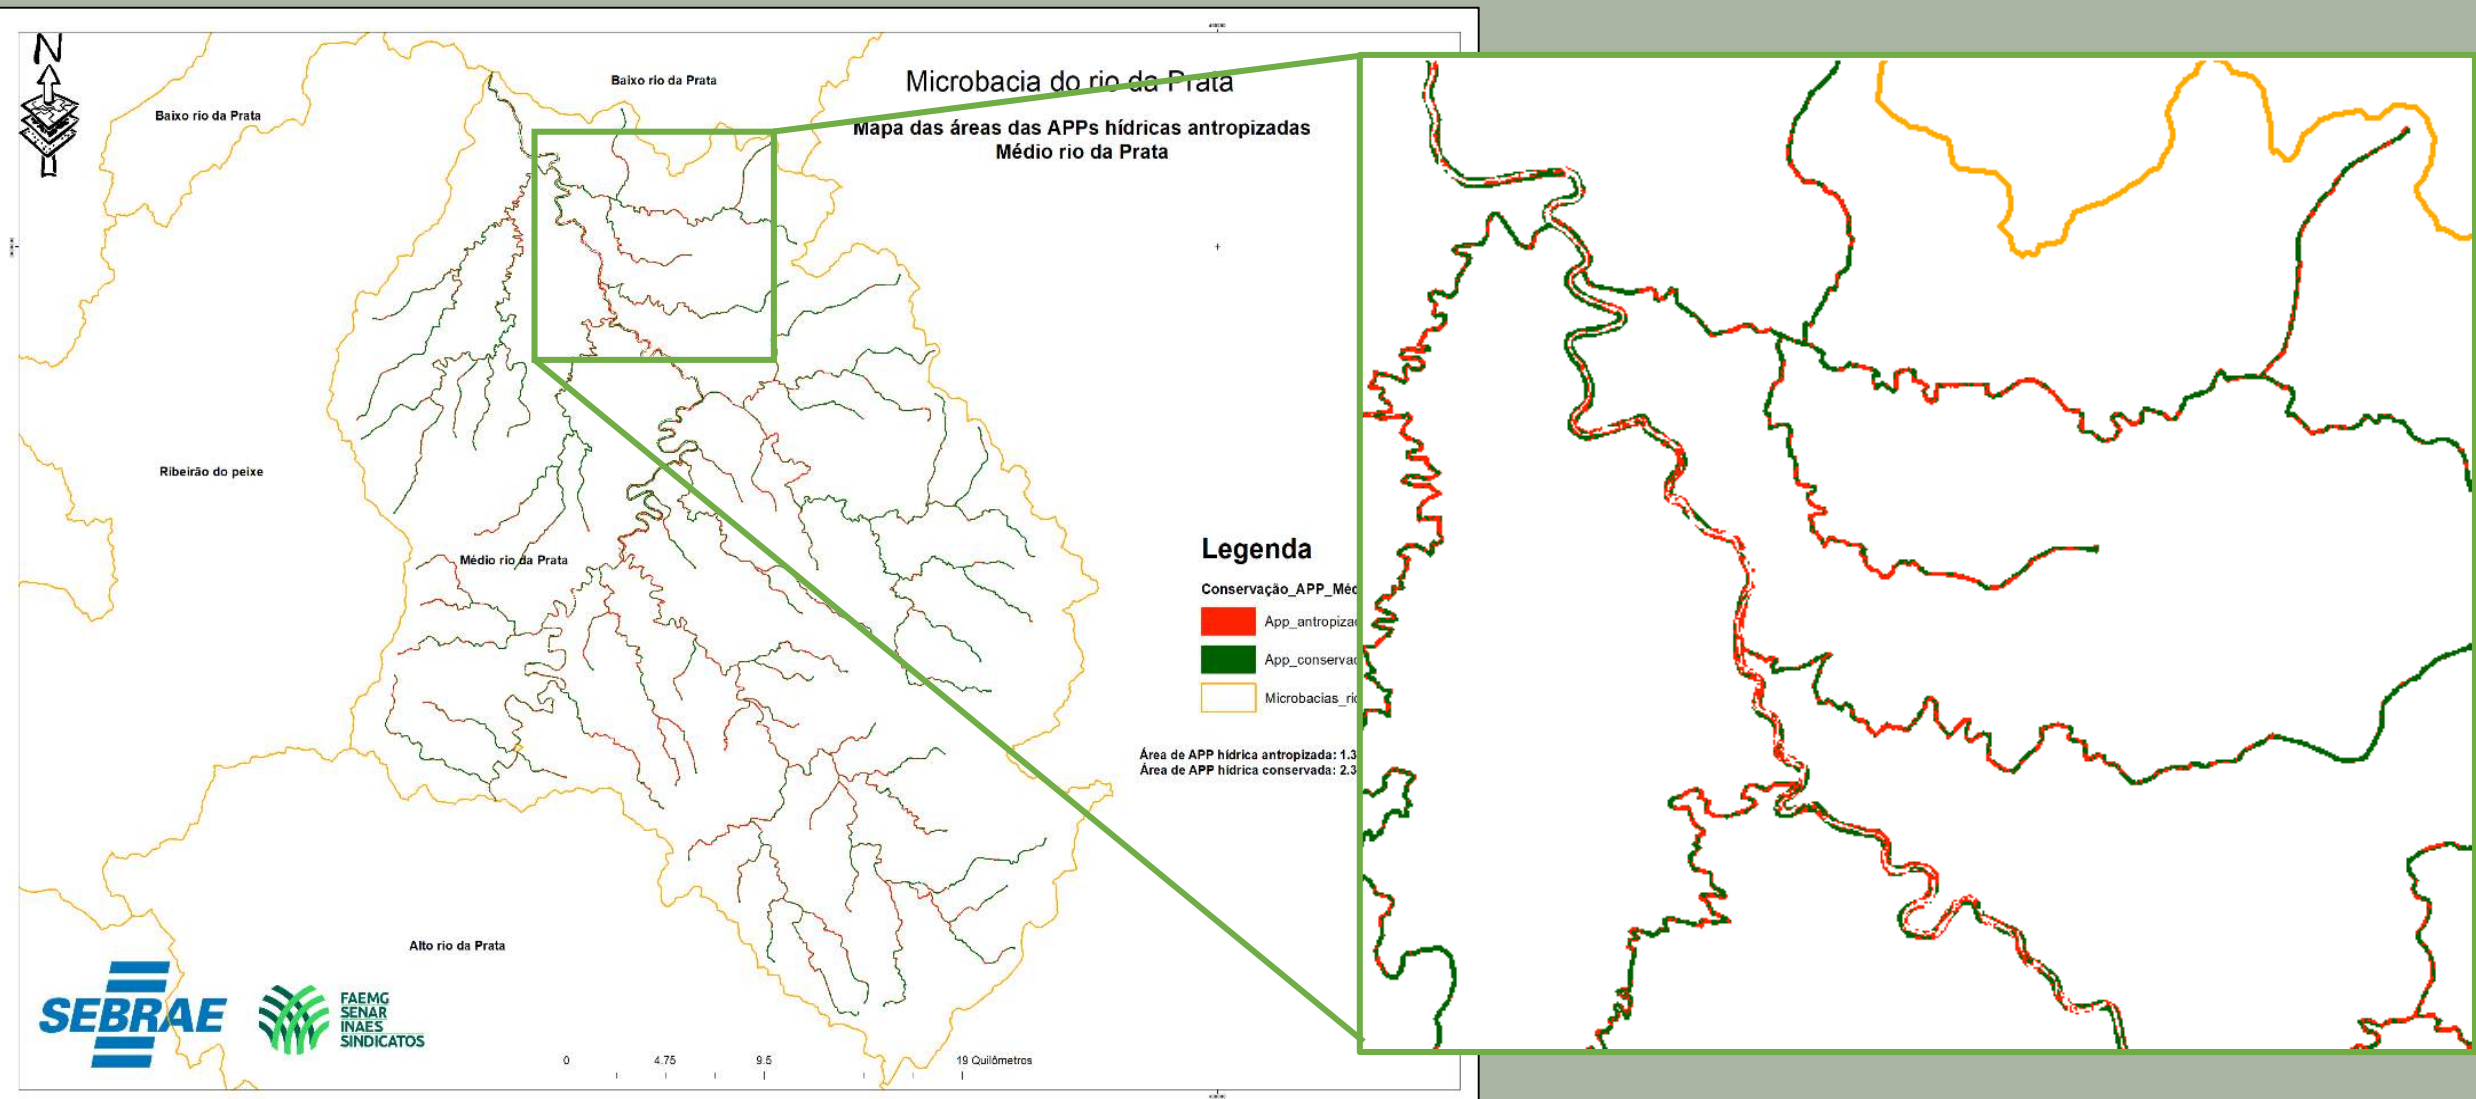 N
Baixo rio da Prata
Baixo rio da Prata
Microbacia do rio da Prata
Mapa das áreas das APPs hídricas antropizadas
Médio rio da Prata
Ribeirão do peixe
Médio rio da Prata
Legenda
Conservação_APP_Méd
App_antropiza
App_conserva
Microbacias_ri
Área de APP hídrica antropizada: 1.3
Área de APP hídrica conservada: 2.3
Alto rio da Prata
SEBRAE
FAEMG
SENAR
INAES
SINDICATOS
0 4.75 9.5 19 Quilômetros